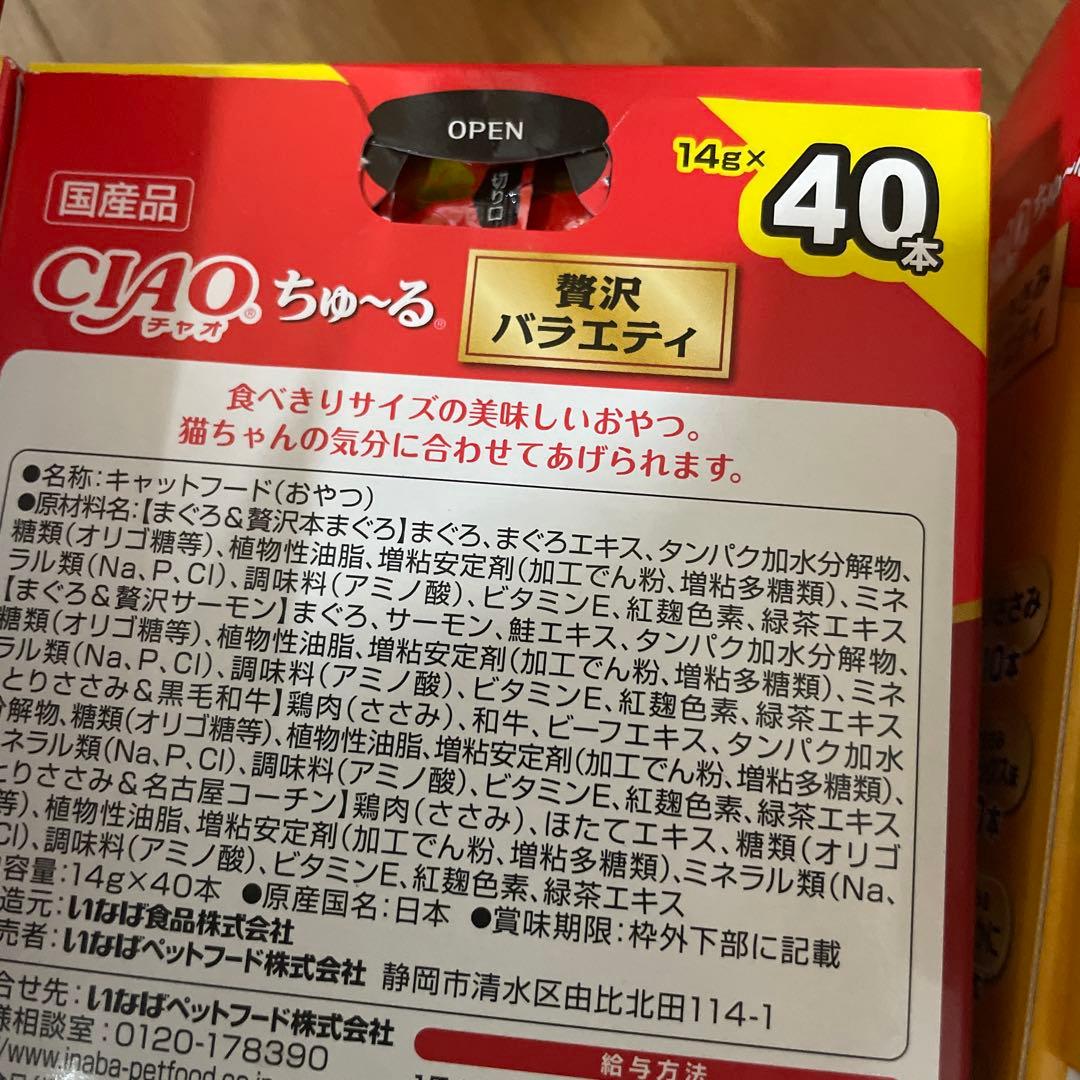 OPEN
切り口
14g×40本
国産品
CIAO®
チャオ
ちゅ〜る®
贅沢
バラエティ
食べきりサイズの美味しいおやつ。
猫ちゃんの気分に合わせてあげられます。
●名称:キャットフード(おやつ)
●原材料名:【まぐろ&贅沢本まぐろ】まぐろ、まぐろエキス、タンパク加水分解物、
糖類(オリゴ糖等)、植物性油脂、増粘安定剤(加工でん粉、増粘多糖類)、ミネ
ラル類(Na、P、Cl)、調味料(アミノ酸)、ビタミンE、紅麹色素、緑茶エキス
【まぐろ&贅沢サーモン】まぐろ、サーモン、鮭エキス、タンパク加水分解物、
糖類(オリゴ糖等)、植物性油脂、増粘安定剤(加工でん粉、増粘多糖類)、ミネ
ラル類(Na、P、Cl)、調味料(アミノ酸)、ビタミンE、紅麹色素、緑茶エキス
とりささみ&黒毛和牛】鶏肉(ささみ)、和牛、ビーフエキス、タンパク加水
分解物、糖類(オリゴ糖等)、植物性油脂、増粘安定剤(加工でん粉、増粘多糖類)、
ネラル類(Na、P、Cl)、調味料(アミノ酸)、ビタミンE、紅麹色素、緑茶エキス
とりささみ&名古屋コーチン】鶏肉(ささみ)、ほたてエキス、糖類(オリゴ
等)、植物性油脂、増粘安定剤(加工でん粉、増粘多糖類)、ミネラル類(Na、
Cl)、調味料(アミノ酸)、ビタミンE、紅麹色素、緑茶エキス
容量:14g×40本 ●原産国名:日本 ●賞味期限:枠外下部に記載
造元:いなば食品株式会社
売者:いなばペットフード株式会社 静岡市清水区由比北田114-1
合せ先:いなばペットフード株式会社
様相談室:0120-178390
/www.inaba-petfood.co.jp
給与方法
ささみ
10本